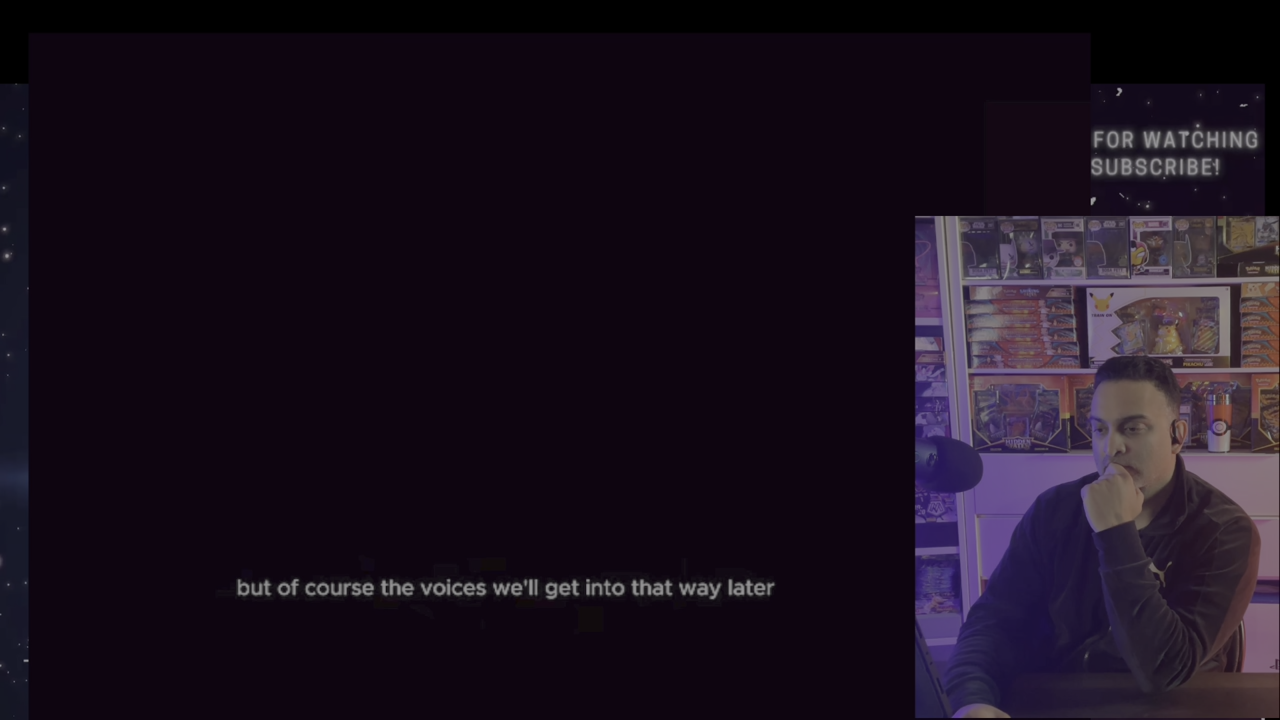 FOR WATCHING
SUBSCRIBE!
but of course the voices we'll get into that way later